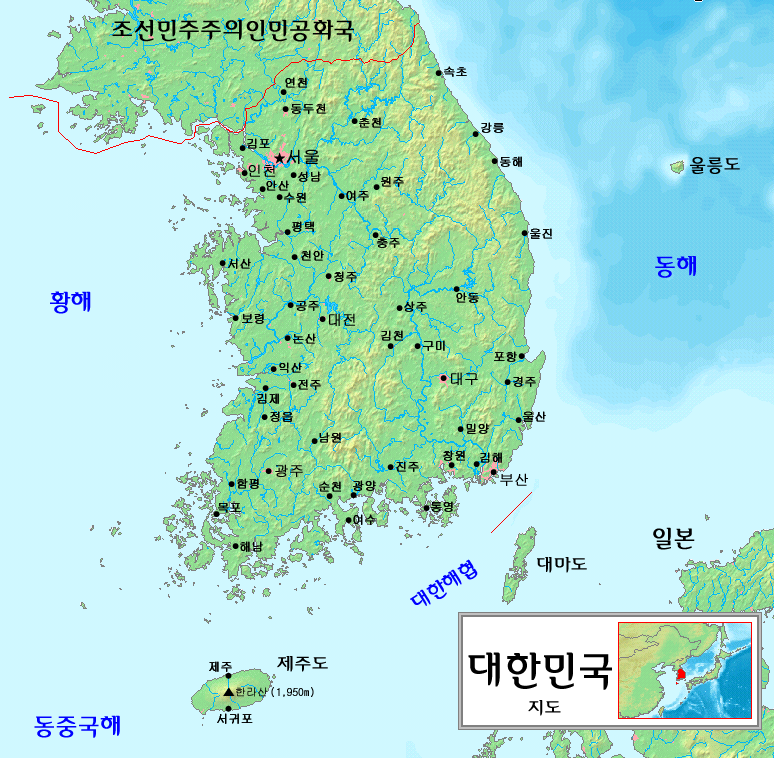 조선민주주의인민공화국
속초
연천
동두천
춘천
강릉
김포
서울
동해
울릉도
인천
성남
안산
원주
수원
여주
평택
충주
울진
천안
서산
동해
청주
황해
안동
공주
상주
보령
대전
논산
김천
구미
포항
익산
대구
전주
경주
김제
정읍
울산
밀양
남원
창원
김해
광주
진주
부산
함평
순천
광양
목포
통영
여수
일본
해남
대마도
대한해협
제주
제주도
한라산 (1,950m)
서귀포
동중국해
대한민국
지도